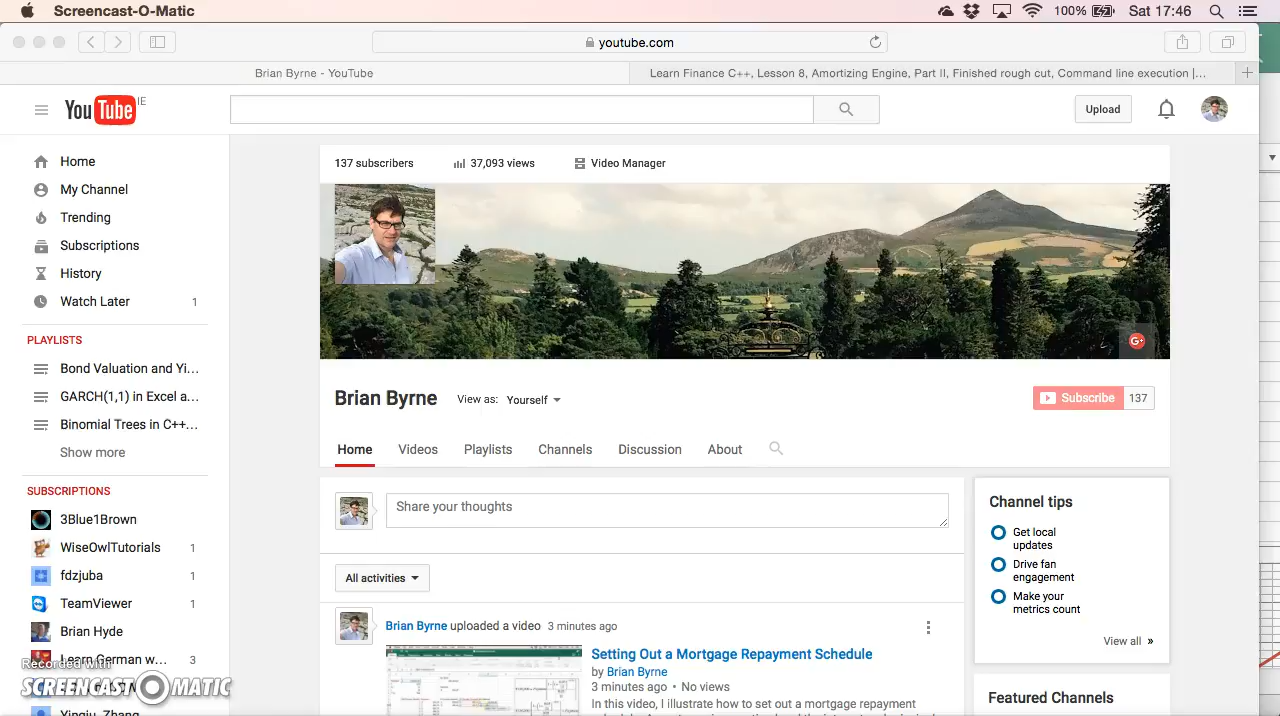 Screencast-O-Matic
100%
Sat 17:46
youtube.com
Brian Byrne - YouTube
Learn Finance C++, Lesson 8, Amortizing Engine, Part II, Finished rough cut, Command line execution |...
YouTube IE
Upload
137 subscribers
37,093 views
Video Manager
Home
My Channel
Trending
Subscriptions
History
Watch Later 1
PLAYLISTS
Bond Valuation and Yi...
GARCH(1,1) in Excel a...
Binomial Trees in C++...
Show more
SUBSCRIPTIONS
3Blue1Brown
WiseOwlTutorials 1
fdzjuba 1
TeamViewer 1
Brian Hyde
Learn German w... 3
Recorded with
SCREENCAST-O-MATIC
Yingju Zhang
G+
Brian Byrne
View as: Yourself
Subscribe 137
Home Videos Playlists Channels Discussion About
Share your thoughts
All activities
Brian Byrne uploaded a video 3 minutes ago
Setting Out a Mortgage Repayment Schedule
by Brian Byrne
3 minutes ago • No views
In this video, I illustrate how to set out a mortgage repayment
Channel tips
Get local
updates
Drive fan
engagement
Make your
metrics count
View all »
Featured Channels